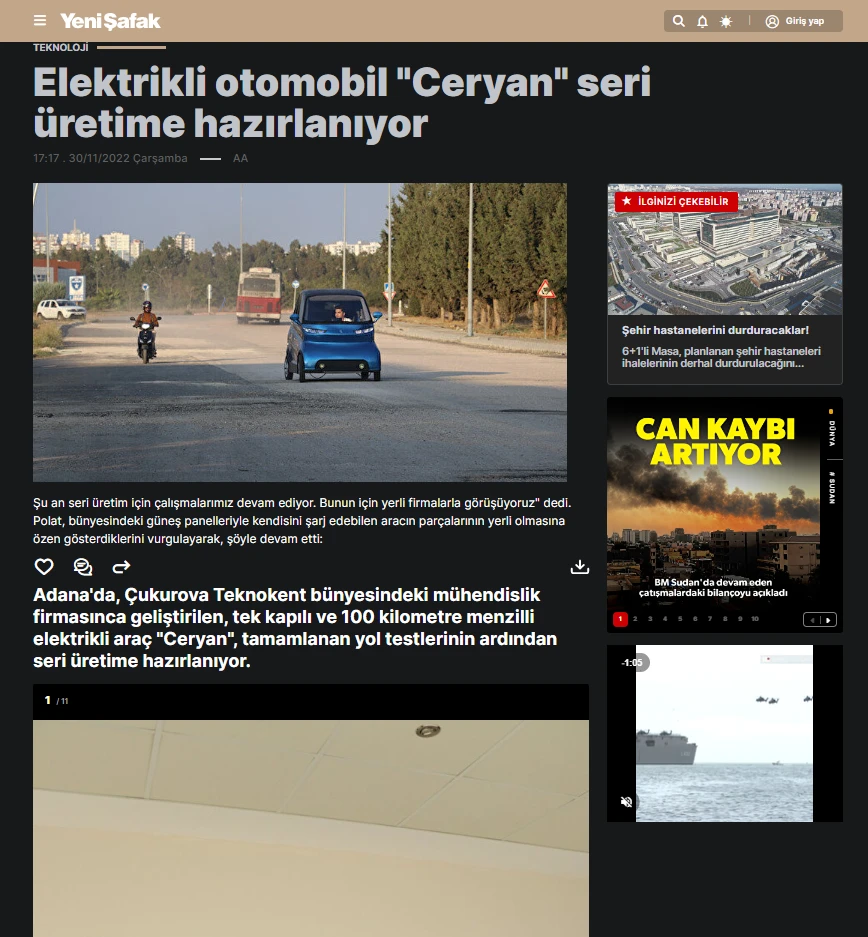 YeniŞafak
Giriş yap
TEKNOLOJİ
Elektrikli otomobil "Ceryan" seri
üretime hazırlanıyor
17:17 . 30/11/2022 Çarşamba — AA
Şu an seri üretim için çalışmalarımız devam ediyor. Bunun için yerli firmalarla görüşüyoruz" dedi.
Polat, bünyesindeki güneş panelleriyle kendisini şarj edebilen aracın parçalarının yerli olmasına
özen gösterdiklerini vurgulayarak, şöyle devam etti:
Adana'da, Çukurova Teknokent bünyesindeki mühendislik
firmasınca geliştirilen, tek kapılı ve 100 kilometre menzilli
elektrikli araç "Ceryan", tamamlanan yol testlerinin ardından
seri üretime hazırlanıyor.
1 / 11
İLGİNİZİ ÇEKEBİLİR
Şehir hastanelerini durduracaklar!
6+1'li Masa, planlanan şehir hastaneleri
ihalelerinin derhal durdurulacağını...
CAN KAYBI
ARTIYOR
DÜNYA
# SUDAN
BM Sudan'da devam eden
çatışmalardaki bilançoyu açıkladı
1 2 3 4 5 6 7 8 9 10
-1:05